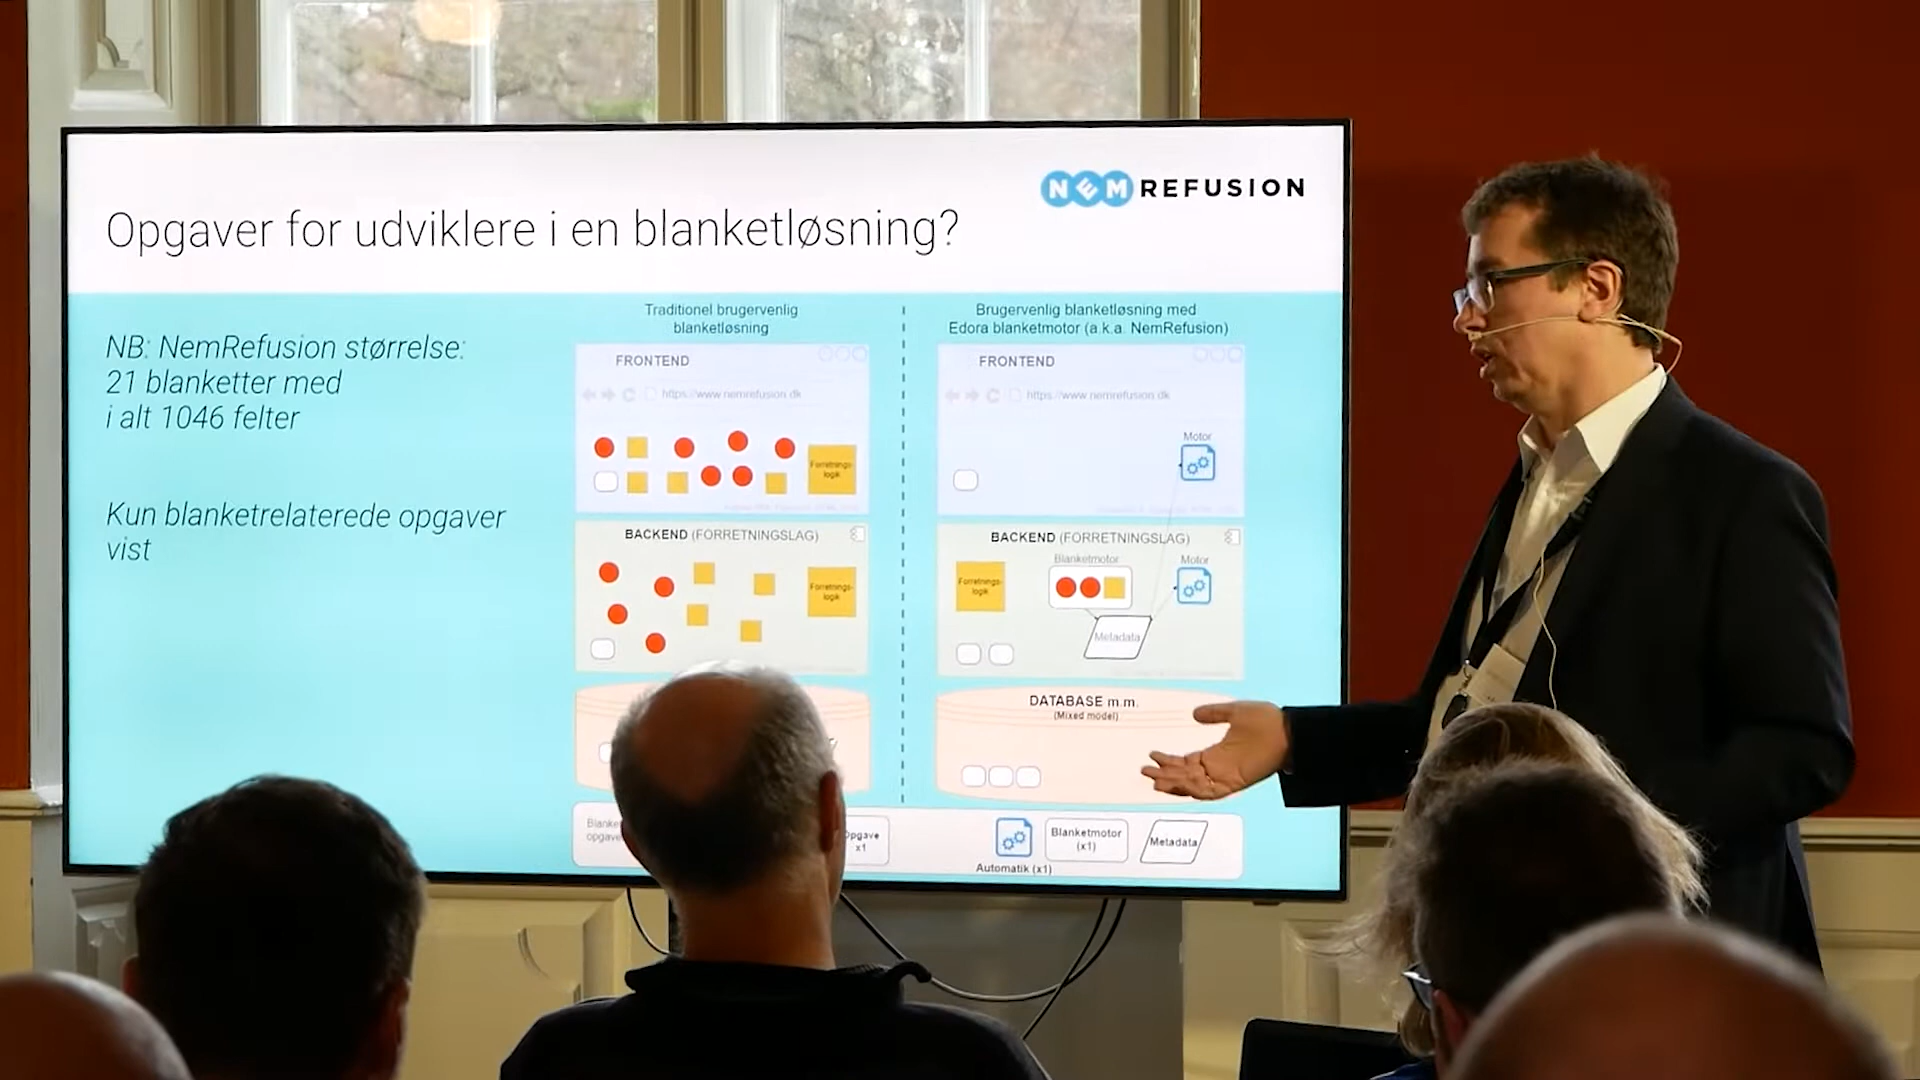 NEM REFUSION
Opgaver for udviklere i en blanketløsning?
NB: NemRefusion størrelse:
21 blanketter med
i alt 1046 felter
Kun blanketrelaterede opgaver
vist
Traditionel brugervenlig
blanketløsning
FRONTEND
https://www.nemrefusion.dk
Forretnings-
logik
BACKEND (FORRETNINGSLAG)
Forretnings-
logik
Brugervenlig blanketløsning med
Edora blanketmotor (a.k.a. NemRefusion)
FRONTEND
https://www.nemrefusion.dk
Motor
BACKEND (FORRETNINGSLAG)
Forretnings-
logik
Blanketmotor
Motor
Metadata
DATABASE m.m.
(Mixed model)
Opgave
x1
Automatik (x1)
Blanketmotor
(x1)
Metadata